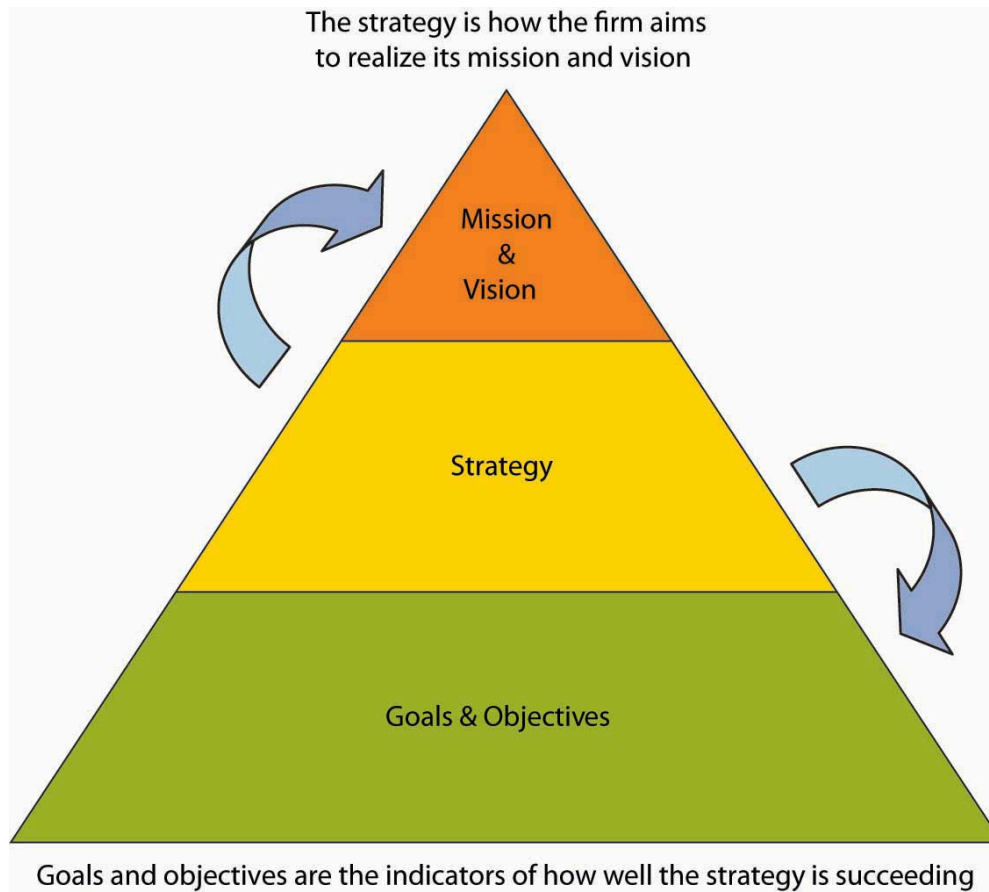 The strategy is how the firm aims
to realize its mission and vision
Mission
&
Vision
Strategy
Goals & Objectives
Goals and objectives are the indicators of how well the strategy is succeeding